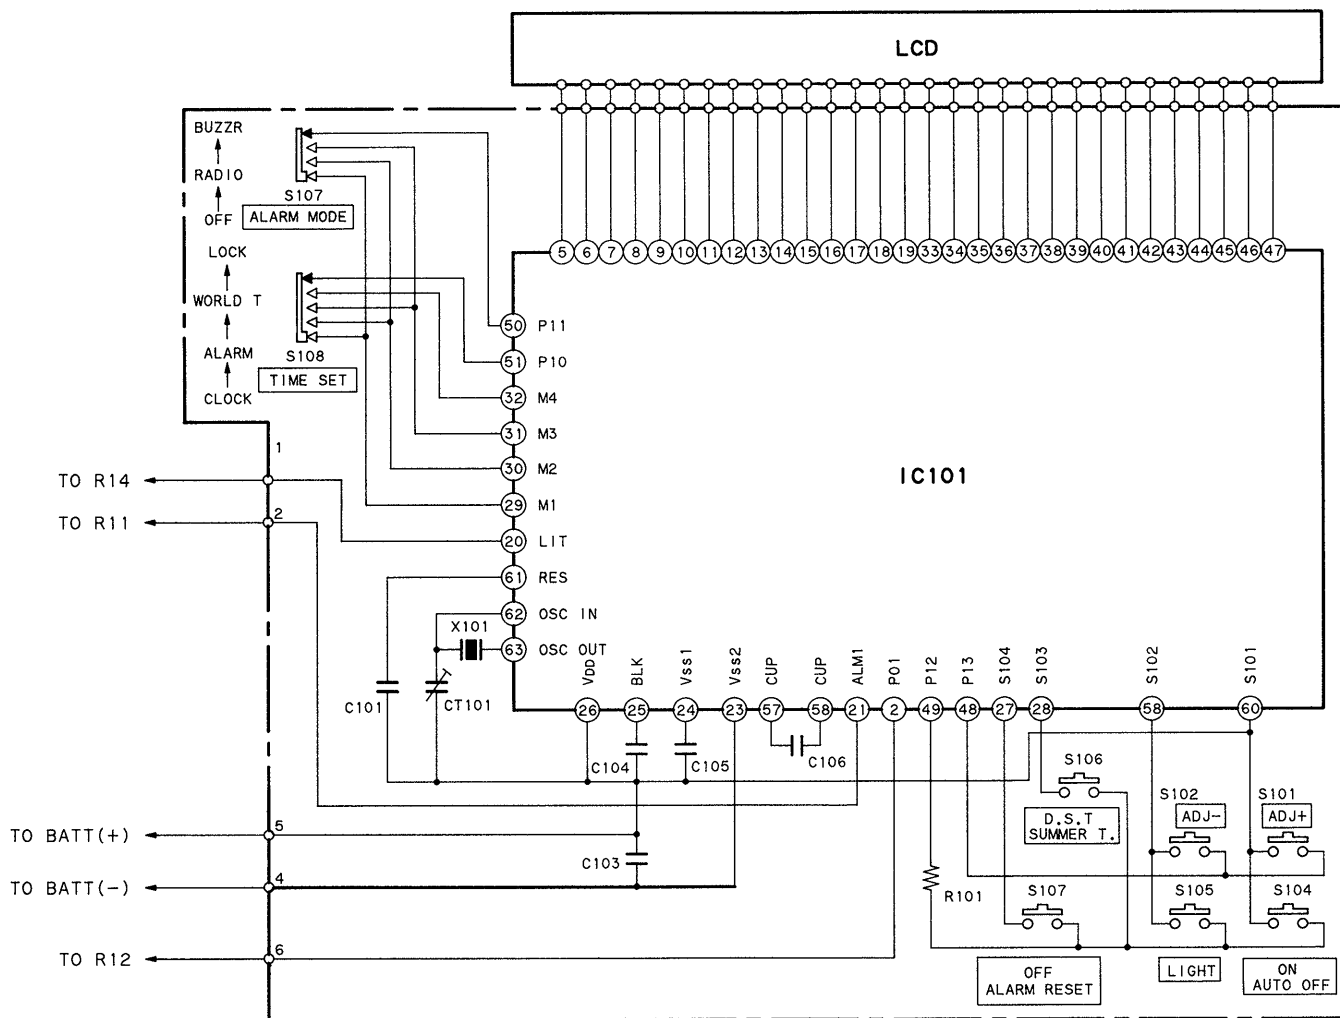 LCD
BUZZR
RADIO
OFF
S107
ALARM MODE
LOCK
WORLD T
ALARM
CLOCK
S108
TIME SET
5 6 7 8 9 10 11 12 13 14 15 16 17 18 19 33 34 35 36 37 38 39 40 41 42 43 44 45 46 47
50 P11
51 P10
32 M4
31 M3
30 M2
29 M1
20 LIT
61 RES
62 OSC IN
63 OSC OUT
IC101
1
TO R14
2
TO R11
X101
C101
CT101
VDD BLK Vss1 Vss2 CUP CUP ALM1 P01 P12 P13 S104 S103 S102 S101
26 25 24 23 57 58 21 2 49 48 27 28 58 60
C104 C105 C106
S106
D.S.T
SUMMER T.
S102 S101
ADJ- ADJ+
5
TO BATT(+)
C103
4
TO BATT(-)
R101
S107 S105 S104
6
TO R12
OFF
ALARM RESET
LIGHT
ON
AUTO OFF